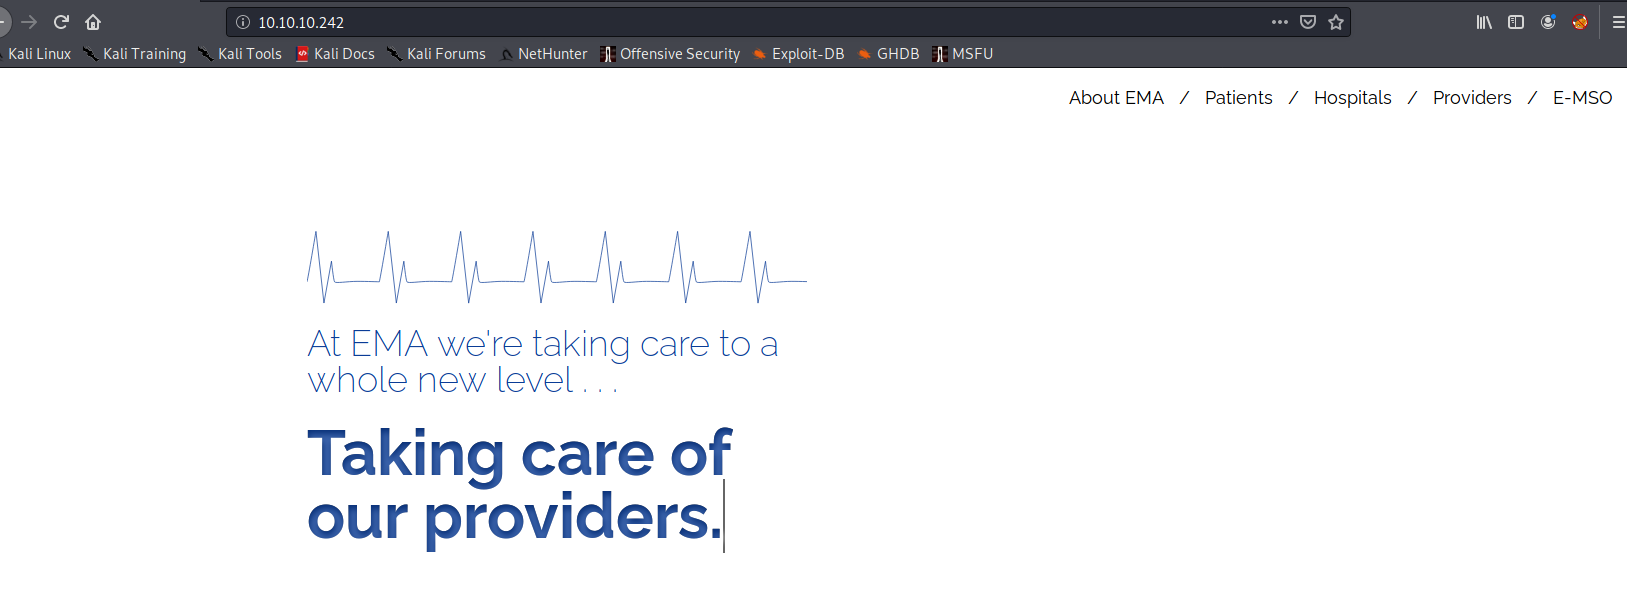 10.10.10.242
Kali Linux Kali Training Kali Tools Kali Docs Kali Forums NetHunter Offensive Security Exploit-DB GHDB MSFU
About EMA / Patients / Hospitals / Providers / E-MSO
At EMA we're taking care to a
whole new level . . .
Taking care of
our providers.